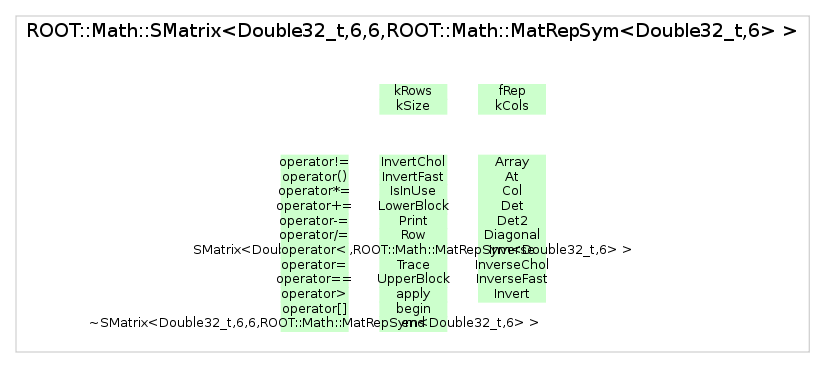 ROOT::Math::SMatrix<Double32_t,6,6,ROOT::Math::MatRepSym<Double32_t,6> >
kRows fRep
kSize kCols
operator!= InvertChol Array
operator() InvertFast At
operator*= IsInUse Col
operator+= LowerBlock Det
operator-= Print Det2
operator/= Row Diagonal
SMatrix<Doul operator< ,ROOT::Math::MatRepSym<Double32_t,6> > Inverse
operator= Trace InverseChol
operator== UpperBlock InverseFast
operator> apply Invert
operator[] begin
~SMatrix<Double32_t,6,6,ROOT::Math::MatRepSym<Double32_t,6> > end